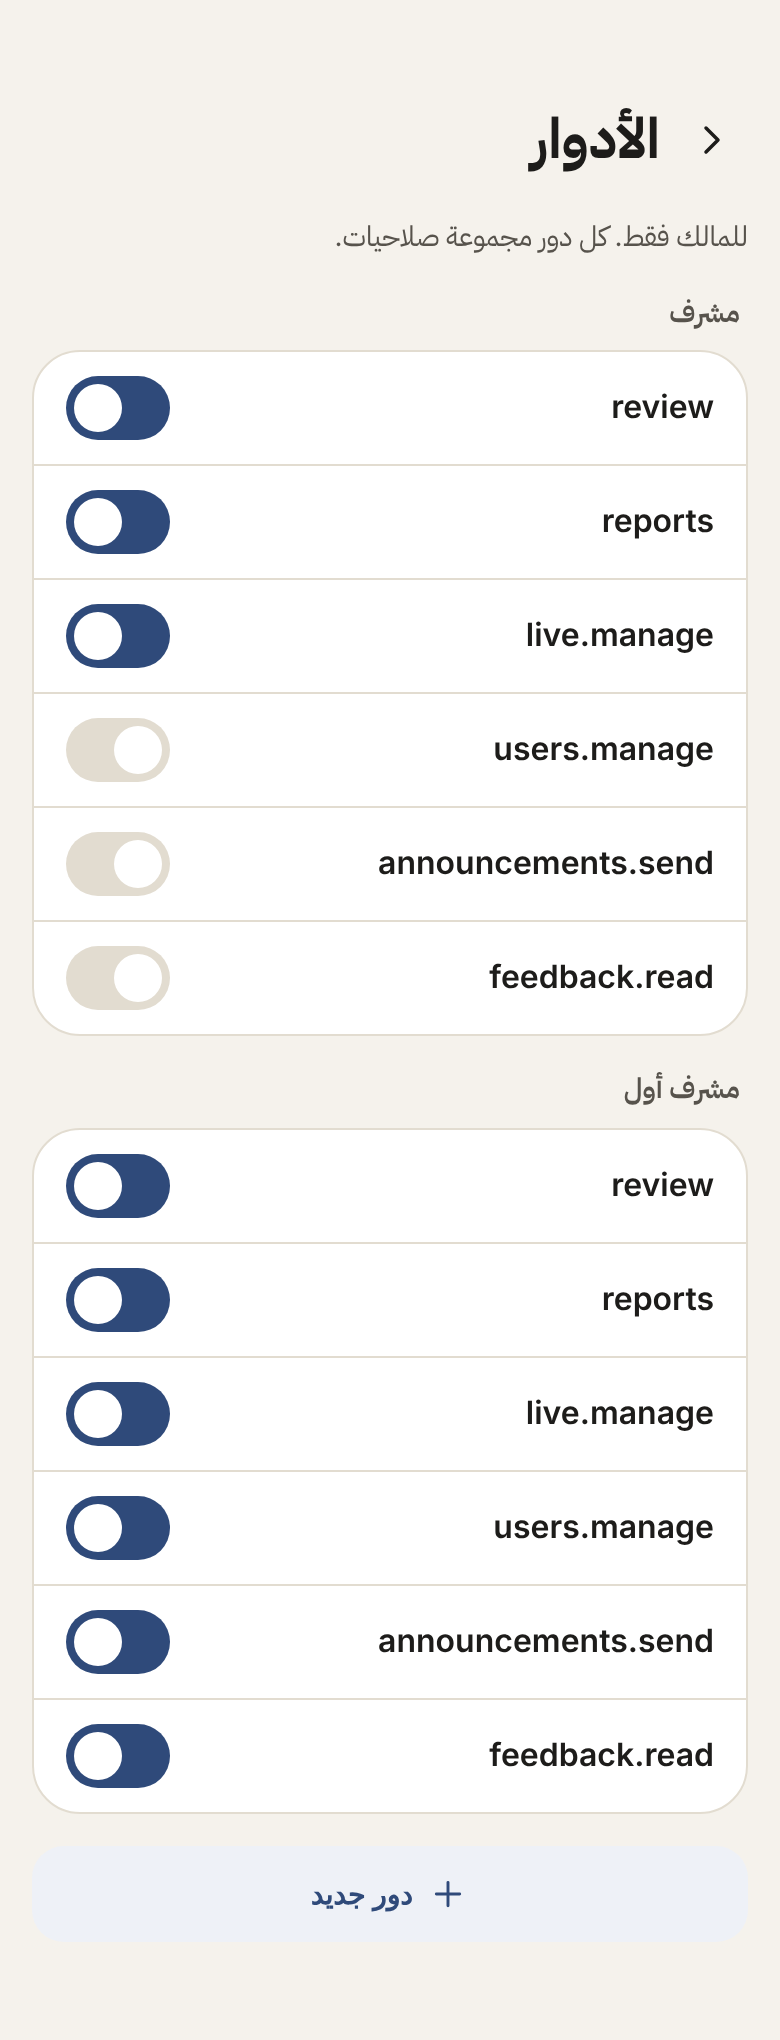 الأدوار
للمالك فقط. كل دور مجموعة صلاحيات.
مشرف
review
reports
live.manage
users.manage
announcements.send
feedback.read
مشرف أول
review
reports
live.manage
users.manage
announcements.send
feedback.read
دور جديد